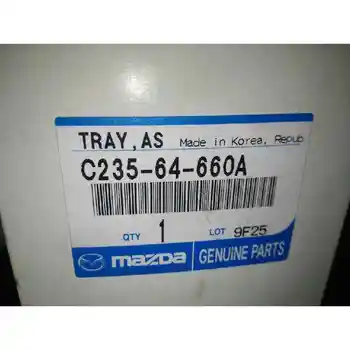 TRAY, AS Made in Korea, Repub
C235-64-660A
QTY 1 LOT 9F25
mazda GENUINE PARTS